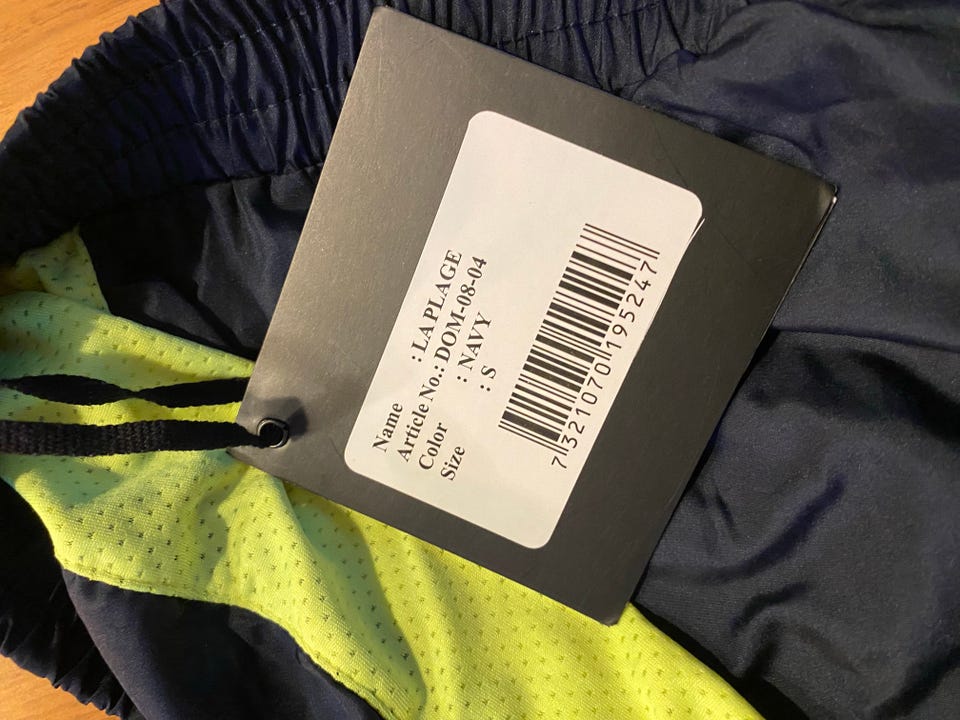 Name : LA PLAGE
Article No.: DOM-08-04
Color : NAVY
Size : S
7 321070 195247